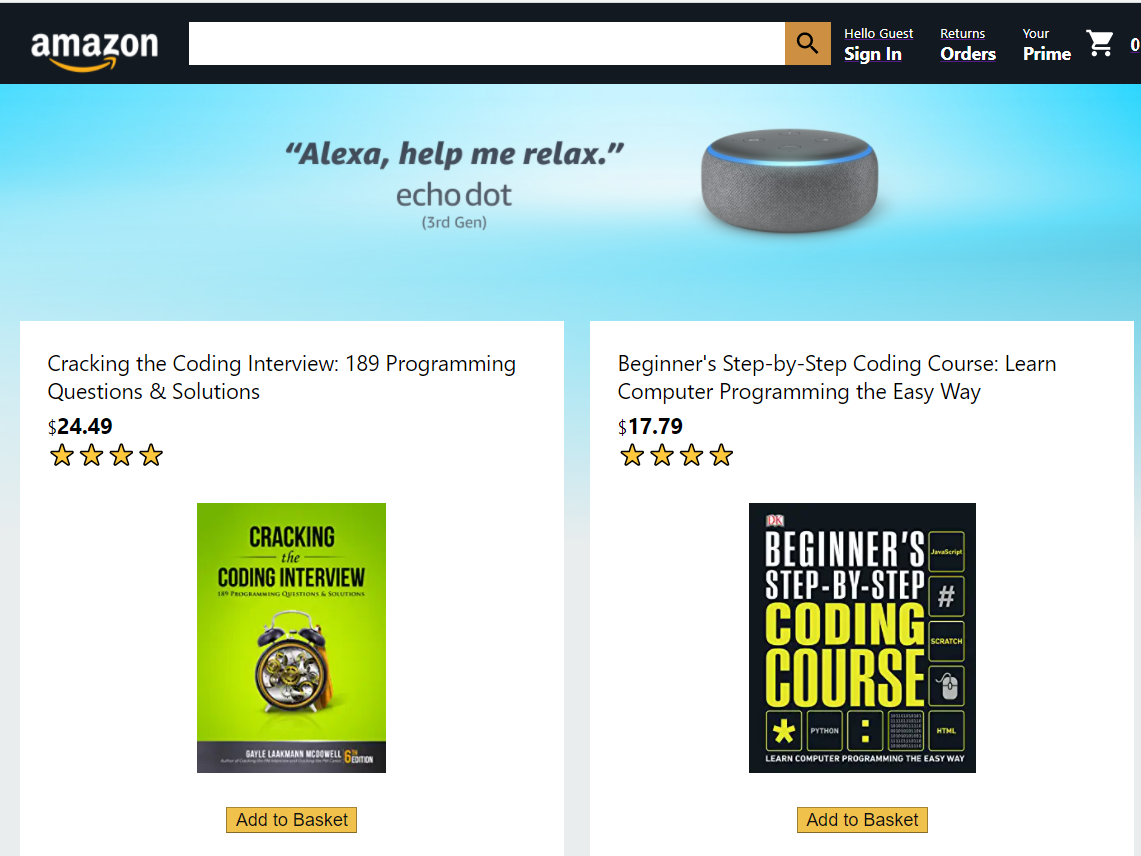 amazon
Hello Guest
Sign In
Returns
Orders
Your
Prime
0
“Alexa, help me relax.”
echo dot
(3rd Gen)
Cracking the Coding Interview: 189 Programming
Questions & Solutions
$24.49
CRACKING
the
CODING INTERVIEW
189 PROGRAMMING QUESTIONS & SOLUTIONS
GAYLE LAAKMANN MCDOWELL
6TH
EDITION
Add to Basket
Beginner's Step-by-Step Coding Course: Learn
Computer Programming the Easy Way
$17.79
DK
BEGINNER'S
STEP-BY-STEP
CODING
COURSE
JavaScript
#
SCRATCH
*
PYTHON
:
HTML
LEARN COMPUTER PROGRAMMING THE EASY WAY
Add to Basket